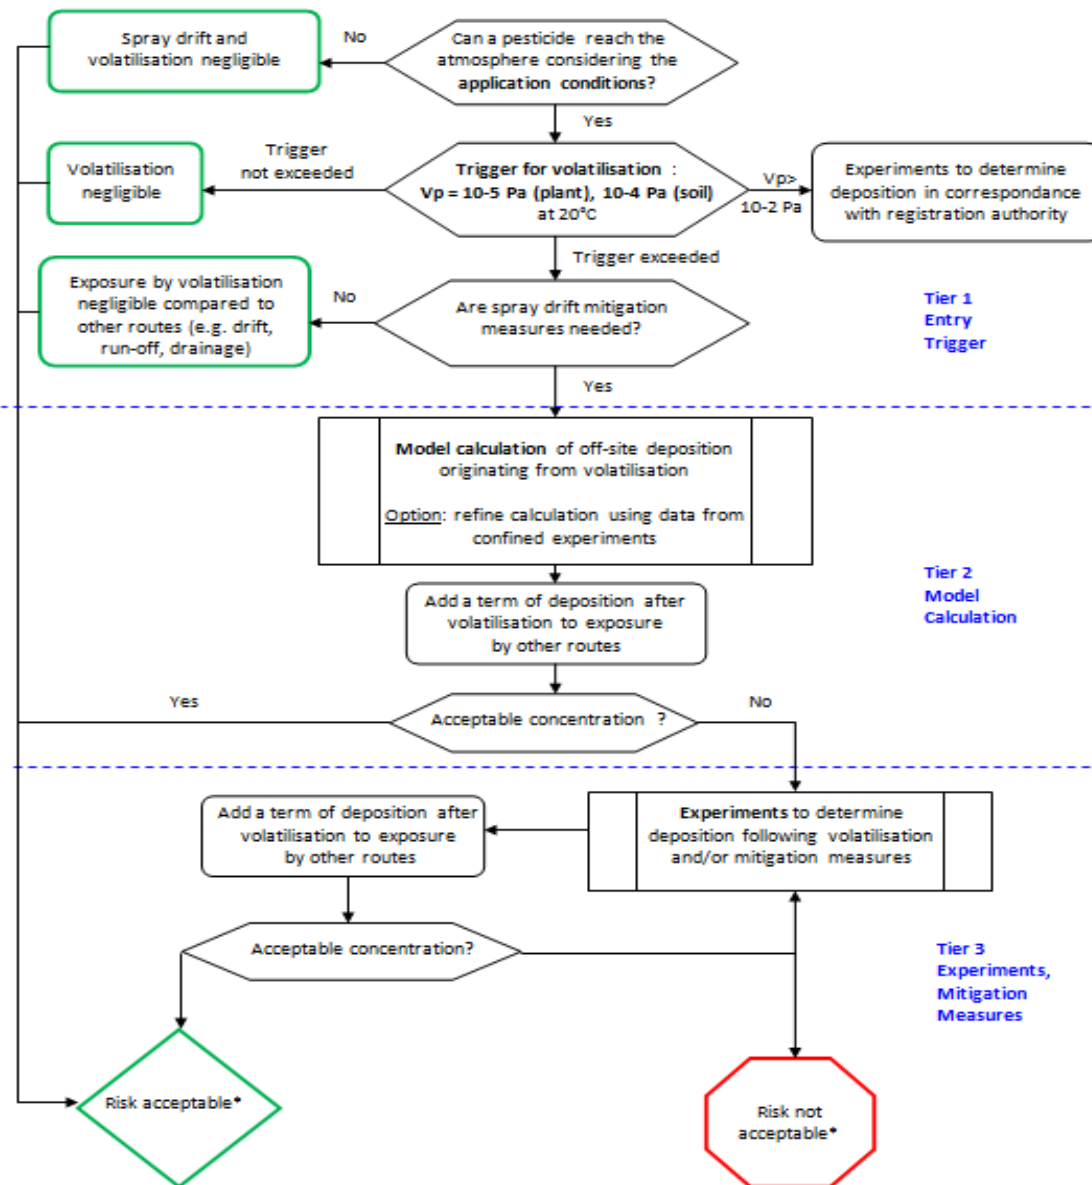 Spray drift and
volatilisation negligible
No
Can a pesticide reach the
atmosphere considering the
application conditions?
Yes
Volatilisation
negligible
Trigger
not exceeded
Trigger for volatilisation :
Vp = 10-5 Pa (plant), 10-4 Pa (soil)
at 20°C
Vp>
10-2 Pa
Experiments to determine
deposition in correspondance
with registration authority
Trigger exceeded
Exposure by volatilisation
negligible compared to
other routes (e.g. drift,
run-off, drainage)
No
Are spray drift mitigation
measures needed?
Tier 1
Entry
Trigger
Yes
Model calculation of off-site deposition
originating from volatilisation
Option: refine calculation using data from
confined experiments
Tier 2
Model
Calculation
Add a term of deposition after
volatilisation to exposure
by other routes
Yes
Acceptable concentration ?
No
Add a term of deposition after
volatilisation to exposure
by other routes
Experiments to determine
deposition following volatilisation
and/or mitigation measures
Acceptable concentration?
Tier 3
Experiments,
Mitigation
Measures
Risk acceptable*
Risk not
acceptable*